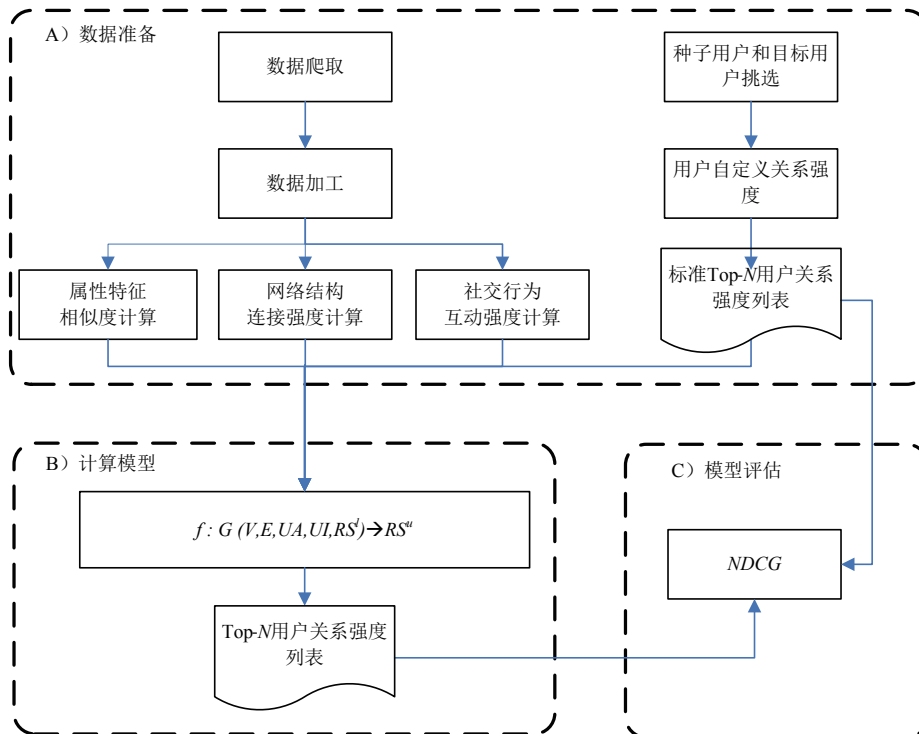 A）数据准备
数据爬取
种子用户和目标用
户挑选
数据加工
用户自定义关系强
度
属性特征
相似度计算
网络结构
连接强度计算
社交行为
互动强度计算
标准Top-N用户关系
强度列表
B）计算模型
f : G (V,E,UA,UI,RSˡ)→RSᵘ
Top-N用户关系强度
列表
C）模型评估
NDCG